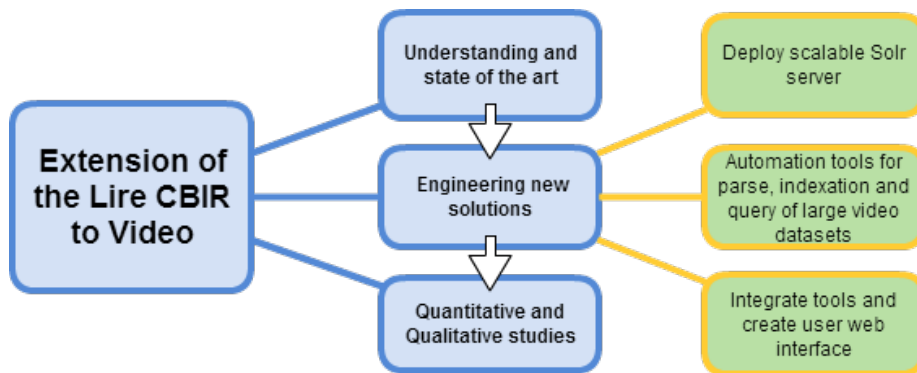 Extension of
the Lire CBIR
to Video
Understanding and
state of the art
Engineering new
solutions
Quantitative and
Qualitative studies
Deploy scalable Solr
server
Automation tools for
parse, indexation and
query of large video
datasets
Integrate tools and
create user web
interface